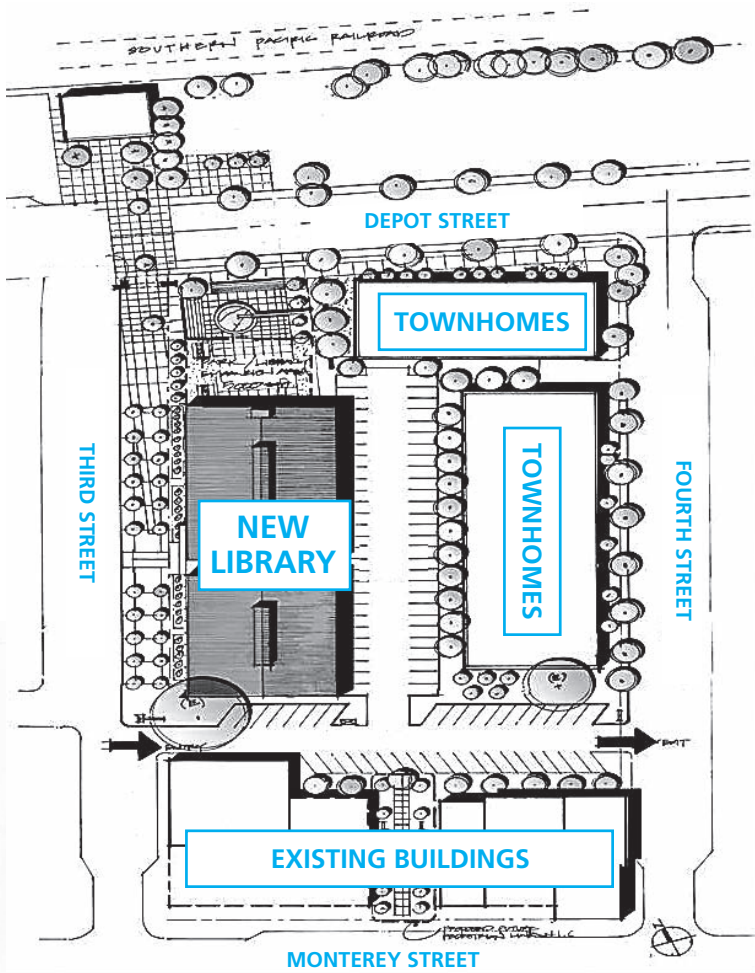 SOUTHERN PACIFIC RAILROAD
DEPOT STREET
TOWNHOMES
THIRD STREET
NEW
LIBRARY
TOWNHOMES
FOURTH STREET
(E)
(E)
ENTRY
EXIT
EXISTING BUILDINGS
MONTEREY STREET